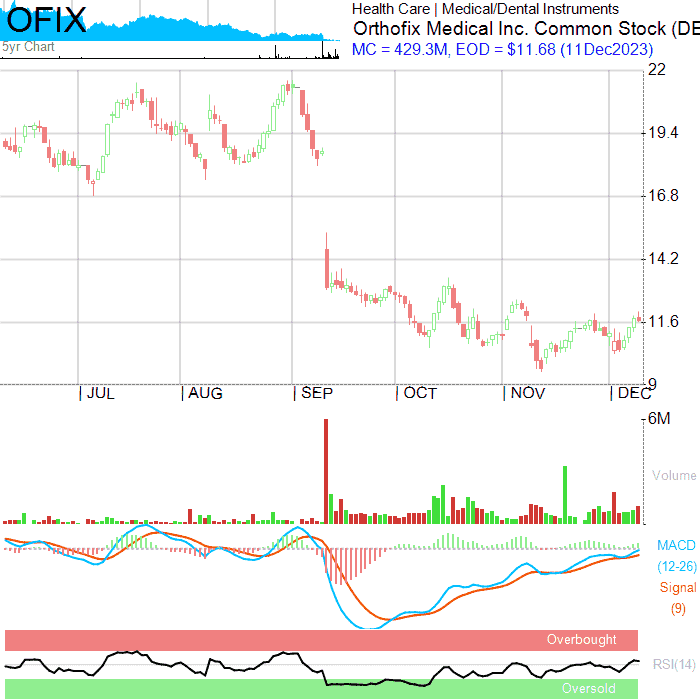 OFIX
5yr Chart
Health Care | Medical/Dental Instruments
Orthofix Medical Inc. Common Stock (DE
MC = 429.3M, EOD = $11.68 (11Dec2023)
22
19.4
16.8
14.2
11.6
9
JUL AUG SEP OCT NOV DEC
6M
Volume
MACD
(12-26)
Signal
(9)
Overbought
RSI(14)
Oversold